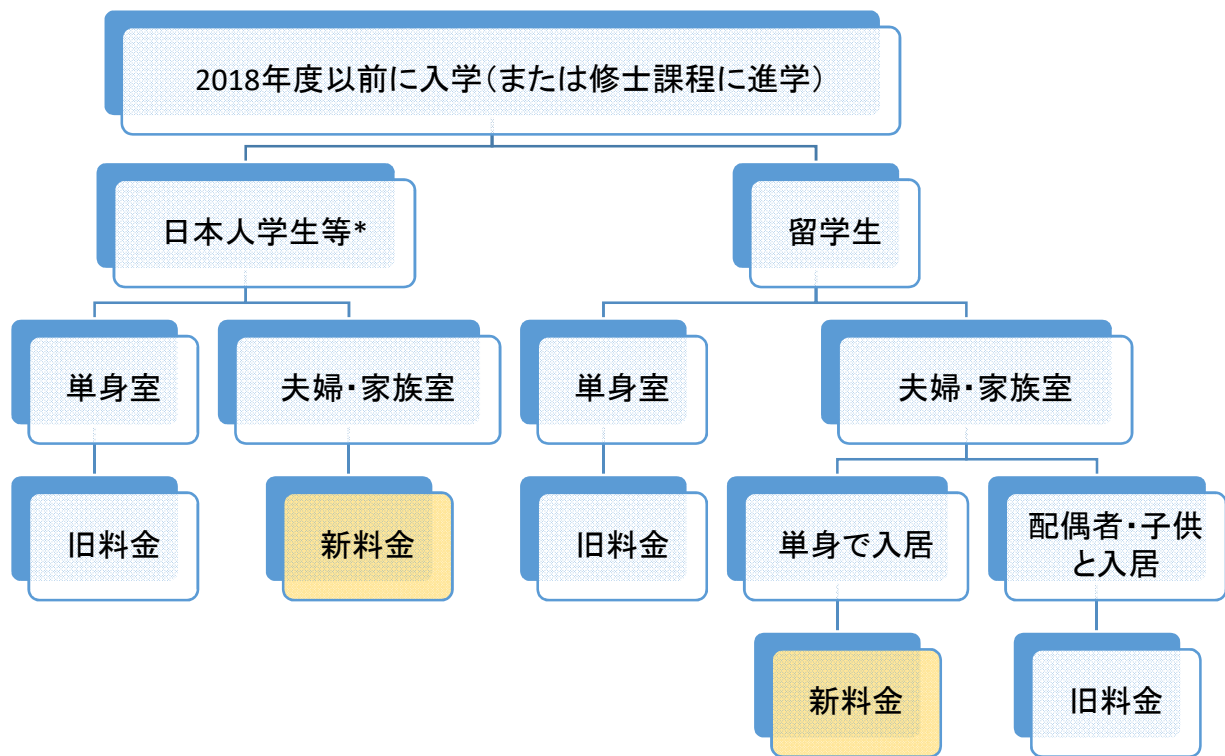 2018年度以前に入学（または修士課程に進学）
日本人学生等*
留学生
単身室
夫婦・家族室
単身室
夫婦・家族室
旧料金
新料金
旧料金
単身で入居
配偶者・子供
と入居
新料金
旧料金